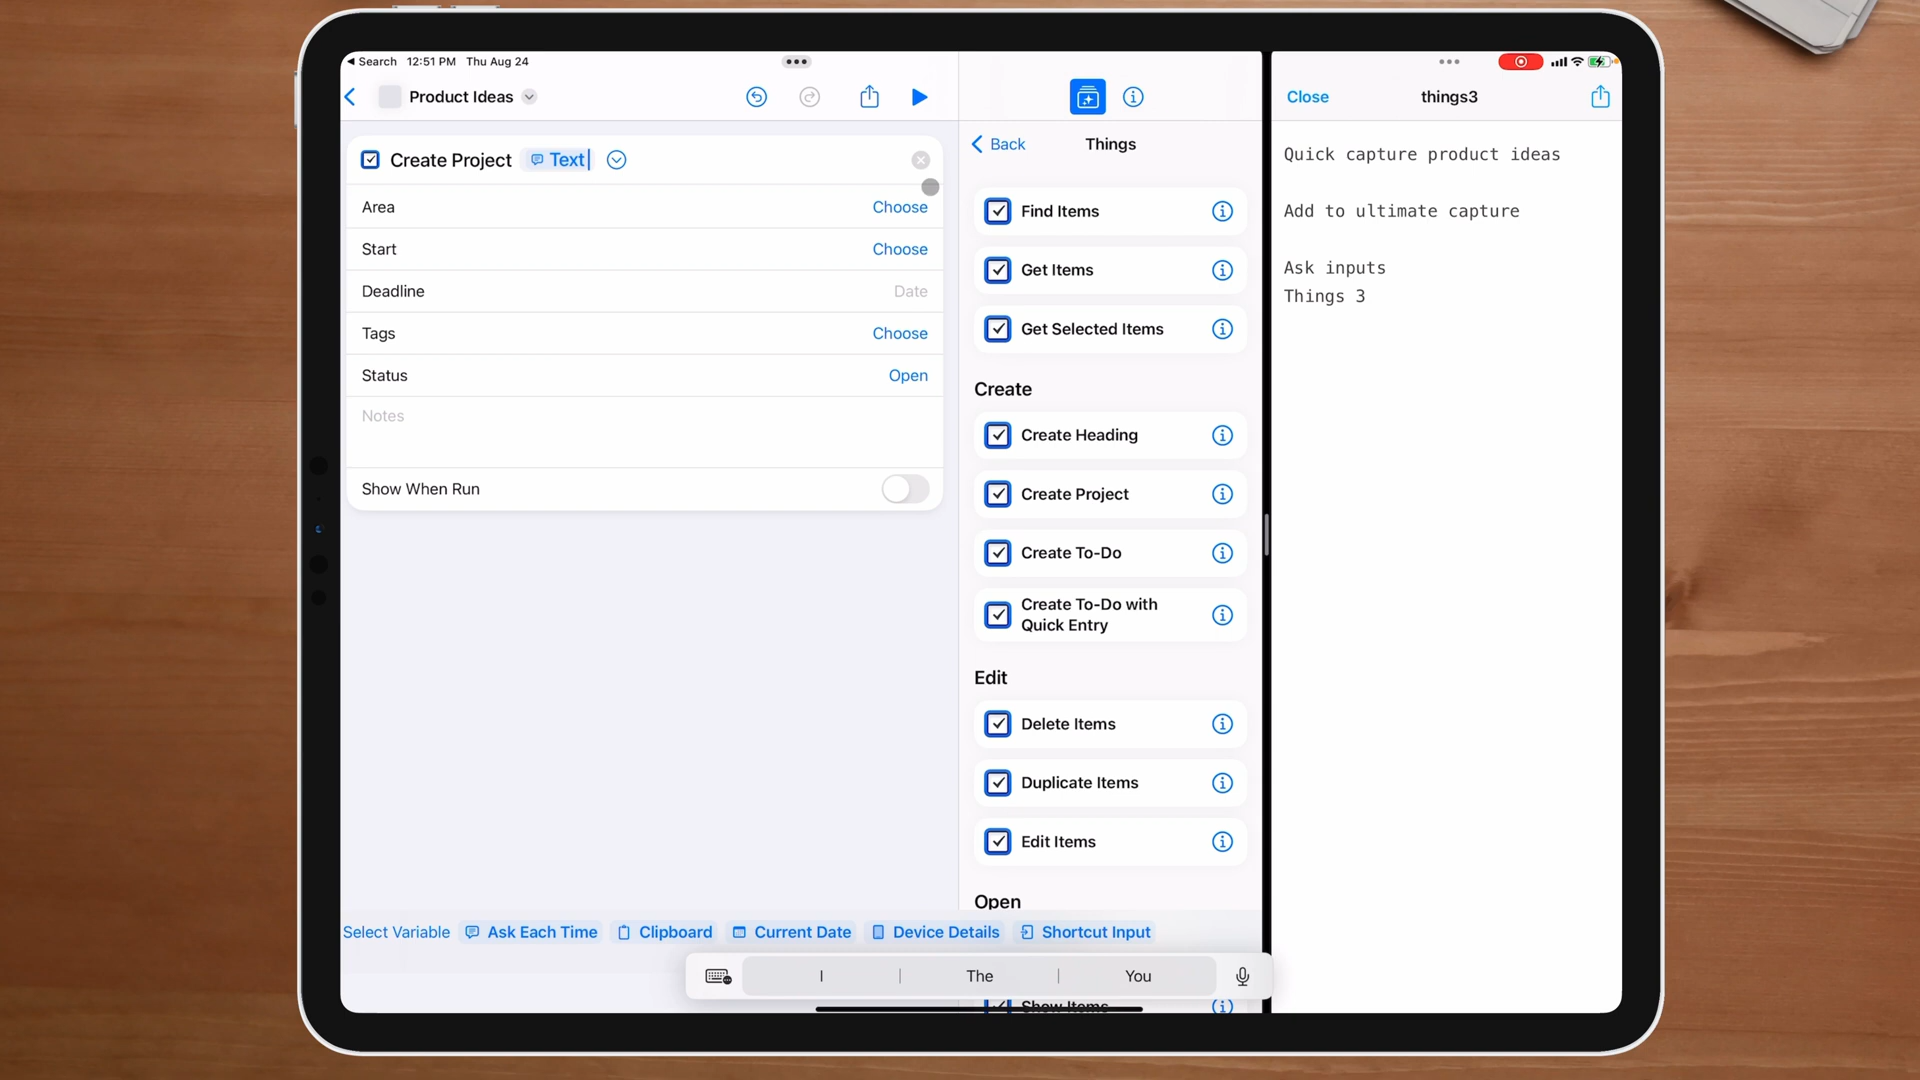 Search 12:51 PM Thu Aug 24
Product Ideas
Create Project Text
Area Choose
Start Choose
Deadline Date
Tags Choose
Status Open
Notes
Show When Run
Back Things
Find Items
Get Items
Get Selected Items
Create
Create Heading
Create Project
Create To-Do
Create To-Do with
Quick Entry
Edit
Delete Items
Duplicate Items
Edit Items
Open
Show Items
Select Variable Ask Each Time Clipboard Current Date Device Details Shortcut Input
I The You
Close things3
Quick capture product ideas
Add to ultimate capture
Ask inputs
Things 3